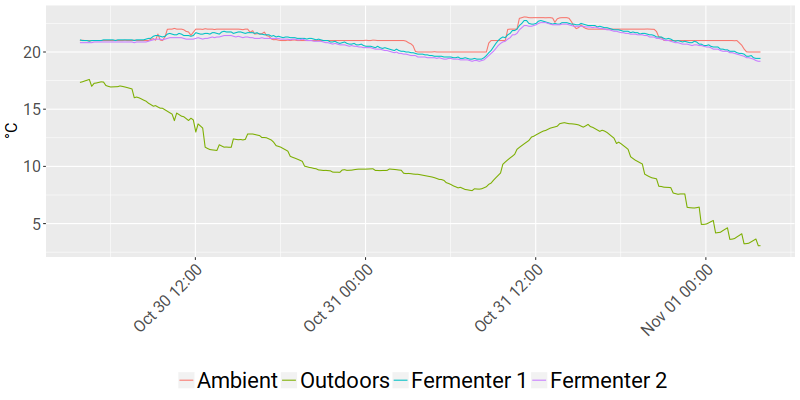 °C
20
15
10
5
Oct 30 12:00
Oct 31 00:00
Oct 31 12:00
Nov 01 00:00
Ambient Outdoors Fermenter 1 Fermenter 2